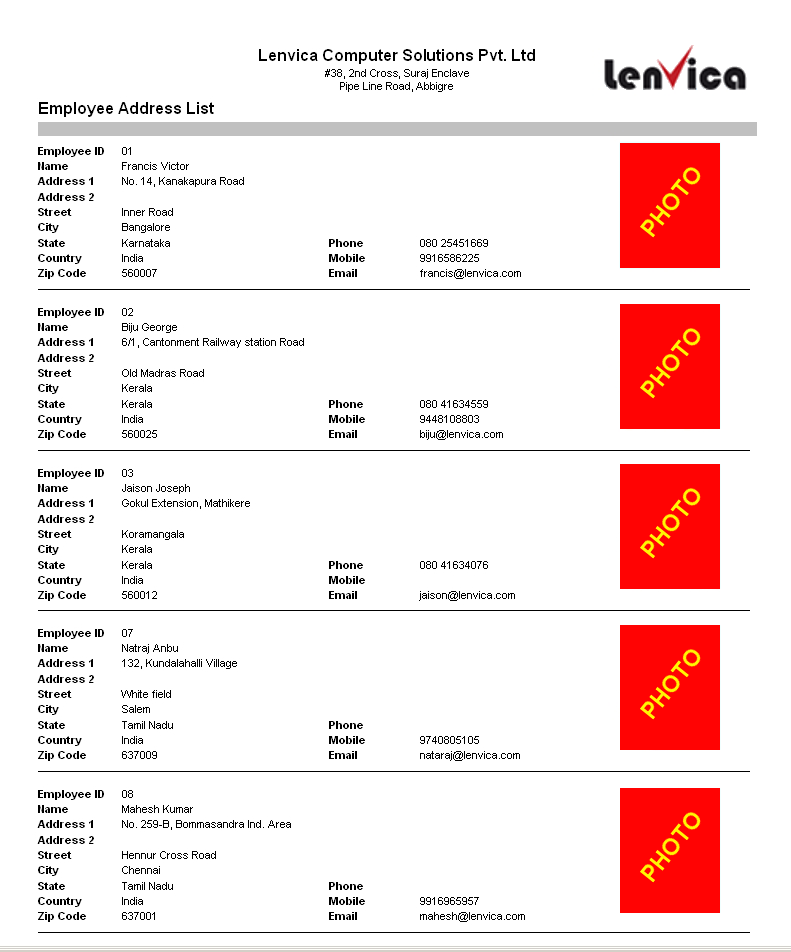 Lenvica Computer Solutions Pvt. Ltd
#38, 2nd Cross, Suraj Enclave
Pipe Line Road, Abbigre
lenvica
Employee Address List
Employee ID 01
Name Francis Victor
Address 1 No. 14, Kanakapura Road
Address 2
Street Inner Road
City Bangalore
State Karnataka Phone 080 25451669
Country India Mobile 9916586225
Zip Code 560007 Email francis@lenvica.com
PHOTO
Employee ID 02
Name Biju George
Address 1 6/1, Cantonment Railway station Road
Address 2
Street Old Madras Road
City Kerala
State Kerala Phone 080 41634559
Country India Mobile 9448108803
Zip Code 560025 Email biju@lenvica.com
PHOTO
Employee ID 03
Name Jaison Joseph
Address 1 Gokul Extension, Mathikere
Address 2
Street Koramangala
City Kerala
State Kerala Phone 080 41634076
Country India Mobile
Zip Code 560012 Email jaison@lenvica.com
PHOTO
Employee ID 07
Name Natraj Anbu
Address 1 132, Kundalahalli Village
Address 2
Street White field
City Salem
State Tamil Nadu Phone
Country India Mobile 9740805105
Zip Code 637009 Email nataraj@lenvica.com
PHOTO
Employee ID 08
Name Mahesh Kumar
Address 1 No. 259-B, Bommasandra Ind. Area
Address 2
Street Hennur Cross Road
City Chennai
State Tamil Nadu Phone
Country India Mobile 9916965957
Zip Code 637001 Email mahesh@lenvica.com
PHOTO